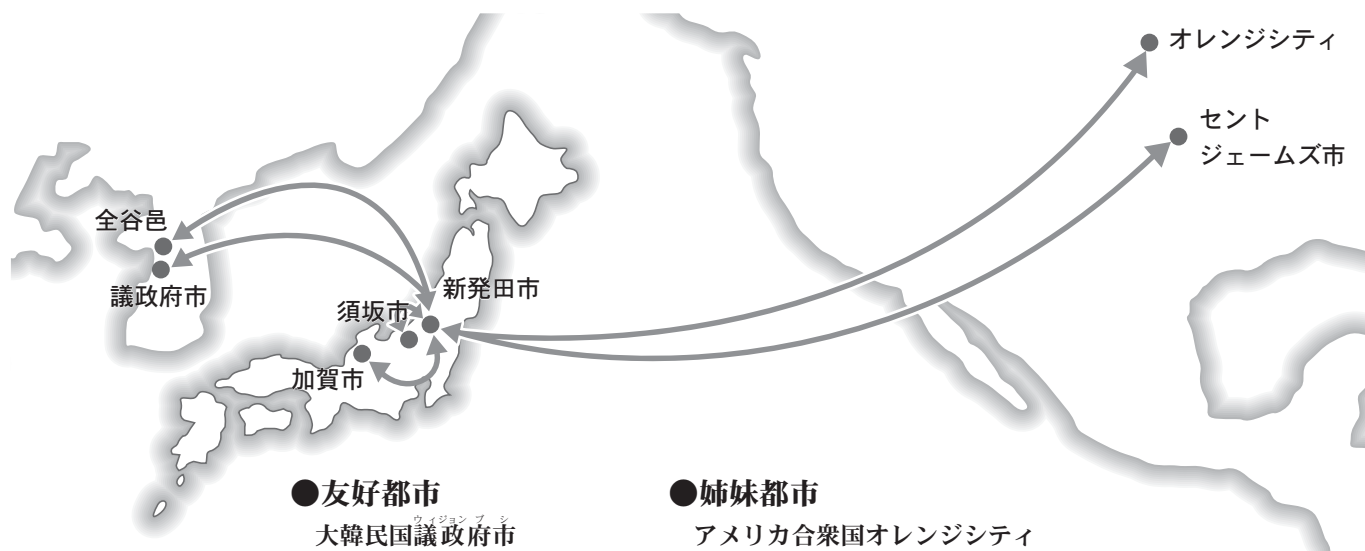 オレンジシティ
セント
ジェームズ市
全谷邑
議政府市
新発田市
須坂市
加賀市
●友好都市
●姉妹都市
ウィジョンブシ
大韓民国議政府市
アメリカ合衆国オレンジシティ